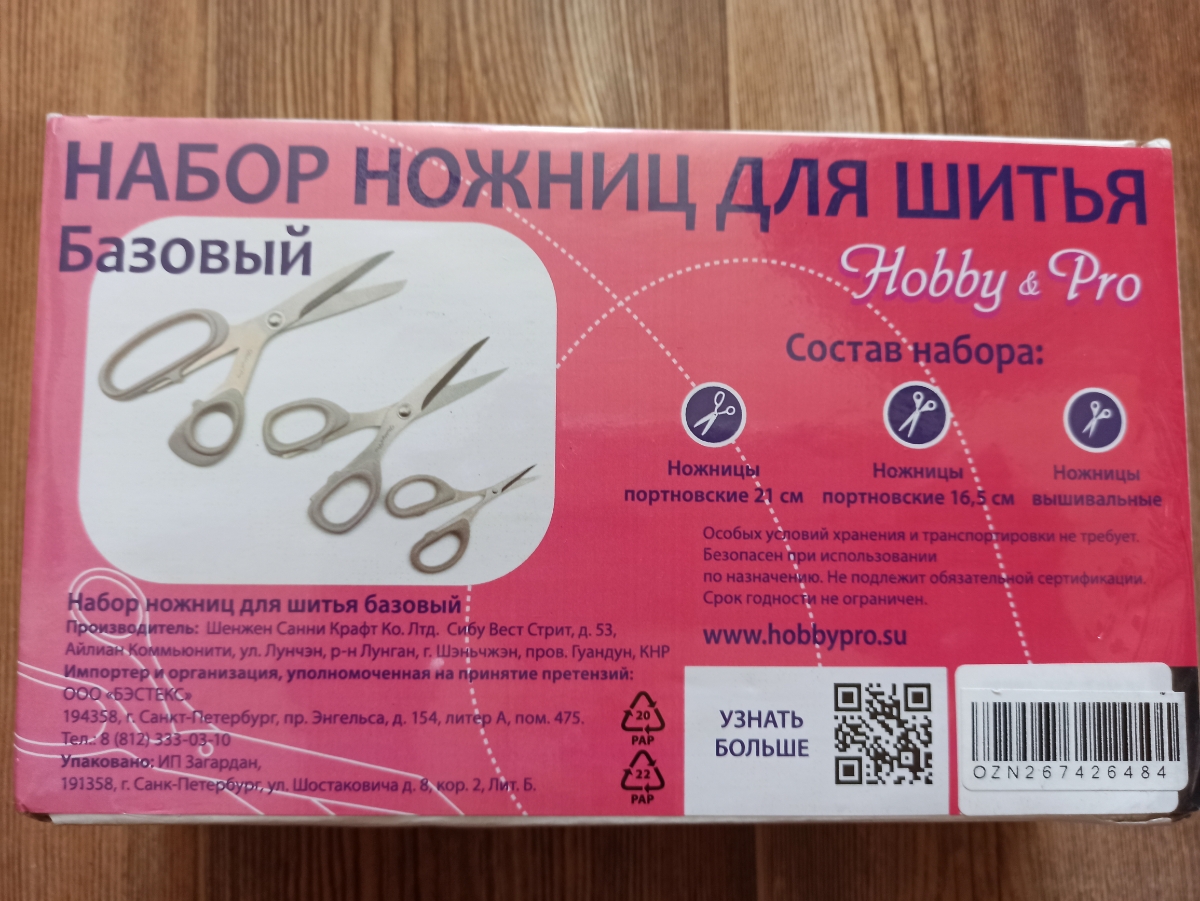 НАБОР НОЖНИЦ ДЛЯ ШИТЬЯ
Базовый
Hobby & Pro
Состав набора:
Ножницы
портновские 21 см
Ножницы
портновские 16,5 см
Ножницы
вышивальные
Особых условий хранения и транспортировки не требует.
Безопасен при использовании
по назначению. Не подлежит обязательной сертификации.
Срок годности не ограничен.
www.hobbypro.su
Набор ножниц для шитья базовый
Производитель: Шенжен Санни Крафт Ко. Лтд. Сибу Вест Стрит, д. 53,
Айлиан Коммьюнити, ул. Лунчэн, р-н Лунган, г. Шэньчжэн, пров. Гуандун, КНР
Импортер и организация, уполномоченная на принятие претензий:
ООО «БЭСТЕКС»
194358, г. Санкт-Петербург, пр. Энгельса, д. 154, литер А, пом. 475.
Тел.: 8 (812) 333-03-10
Упаковано: ИП Загардан,
191358, г. Санк-Петербург, ул. Шостаковича д. 8, кор. 2, Лит. Б.
20
PAP
22
PAP
УЗНАТЬ
БОЛЬШЕ
OZN267426484